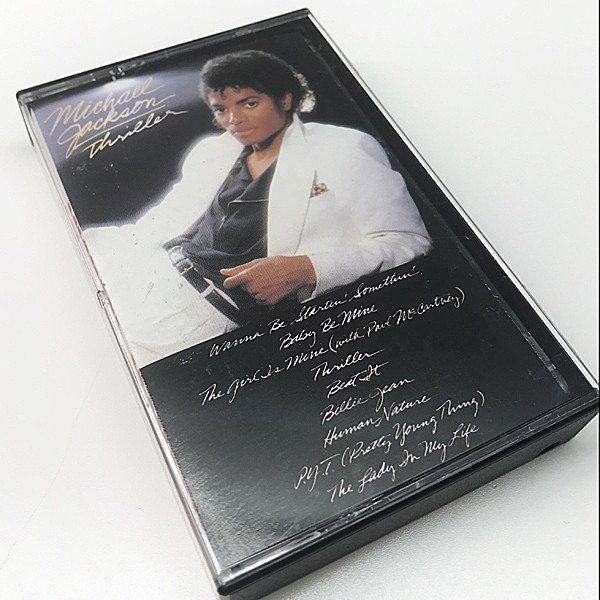 Michael
Jackson
Thriller
Wanna Be Startin' Somethin'
Baby Be Mine
The Girl Is Mine (with Paul McCartney)
Thriller
Beat It
Billie Jean
Human Nature
P.Y.T. (Pretty Young Thing)
The Lady In My Life